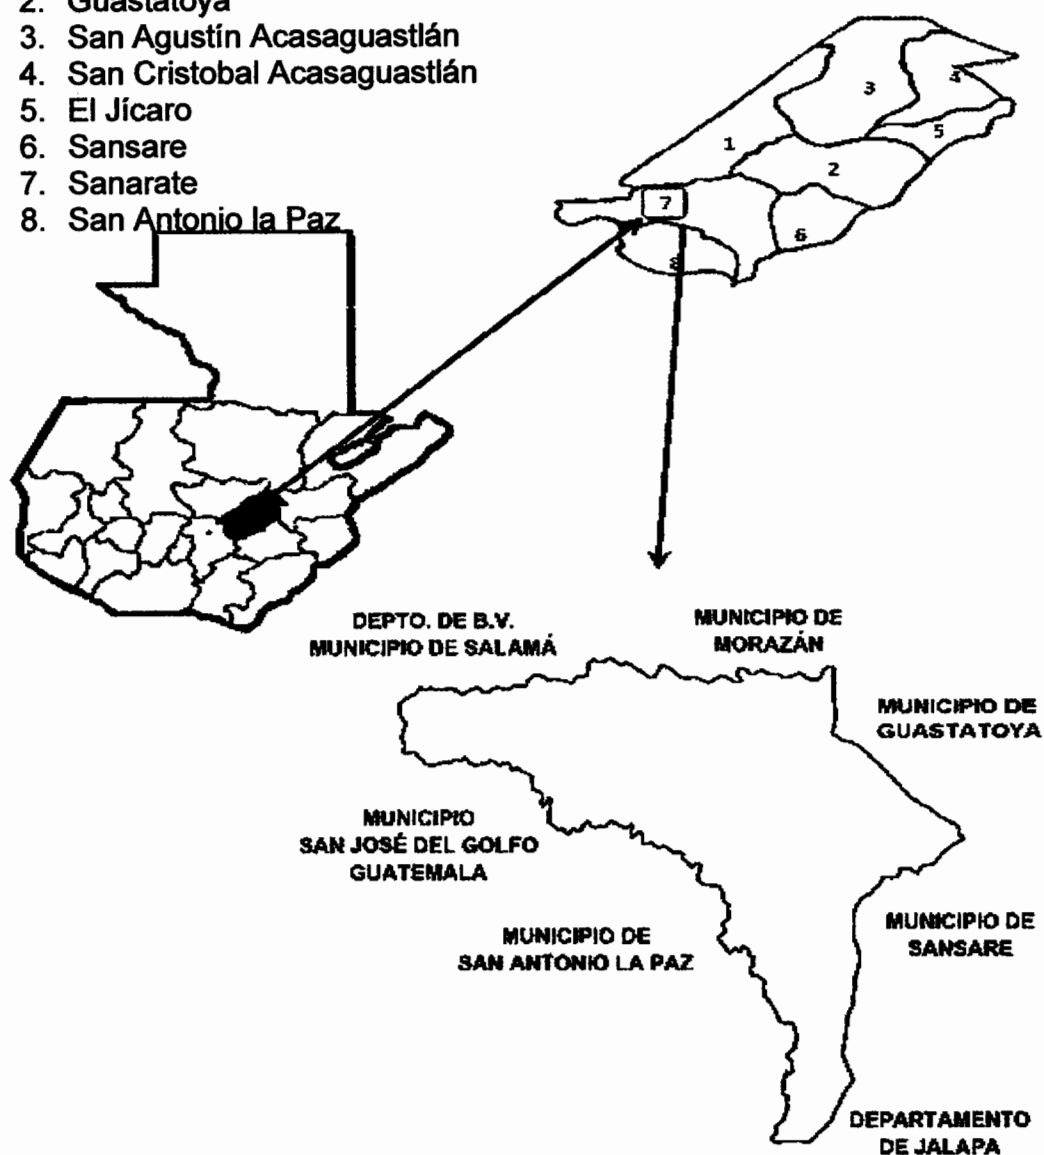 2. Guastatoya
3. San Agustín Acasaguastlán
4. San Cristobal Acasaguastlán
5. El Jícaro
6. Sansare
7. Sanarate
8. San Antonio la Paz
3
4
5
1
2
7
6
8
DEPTO. DE B.V.
MUNICIPIO DE SALAMÁ
MUNICIPIO DE
MORAZÁN
MUNICIPIO DE
GUASTATOYA
MUNICIPIO
SAN JOSÉ DEL GOLFO
GUATEMALA
MUNICIPIO DE
SAN ANTONIO LA PAZ
MUNICIPIO DE
SANSARE
DEPARTAMENTO
DE JALAPA